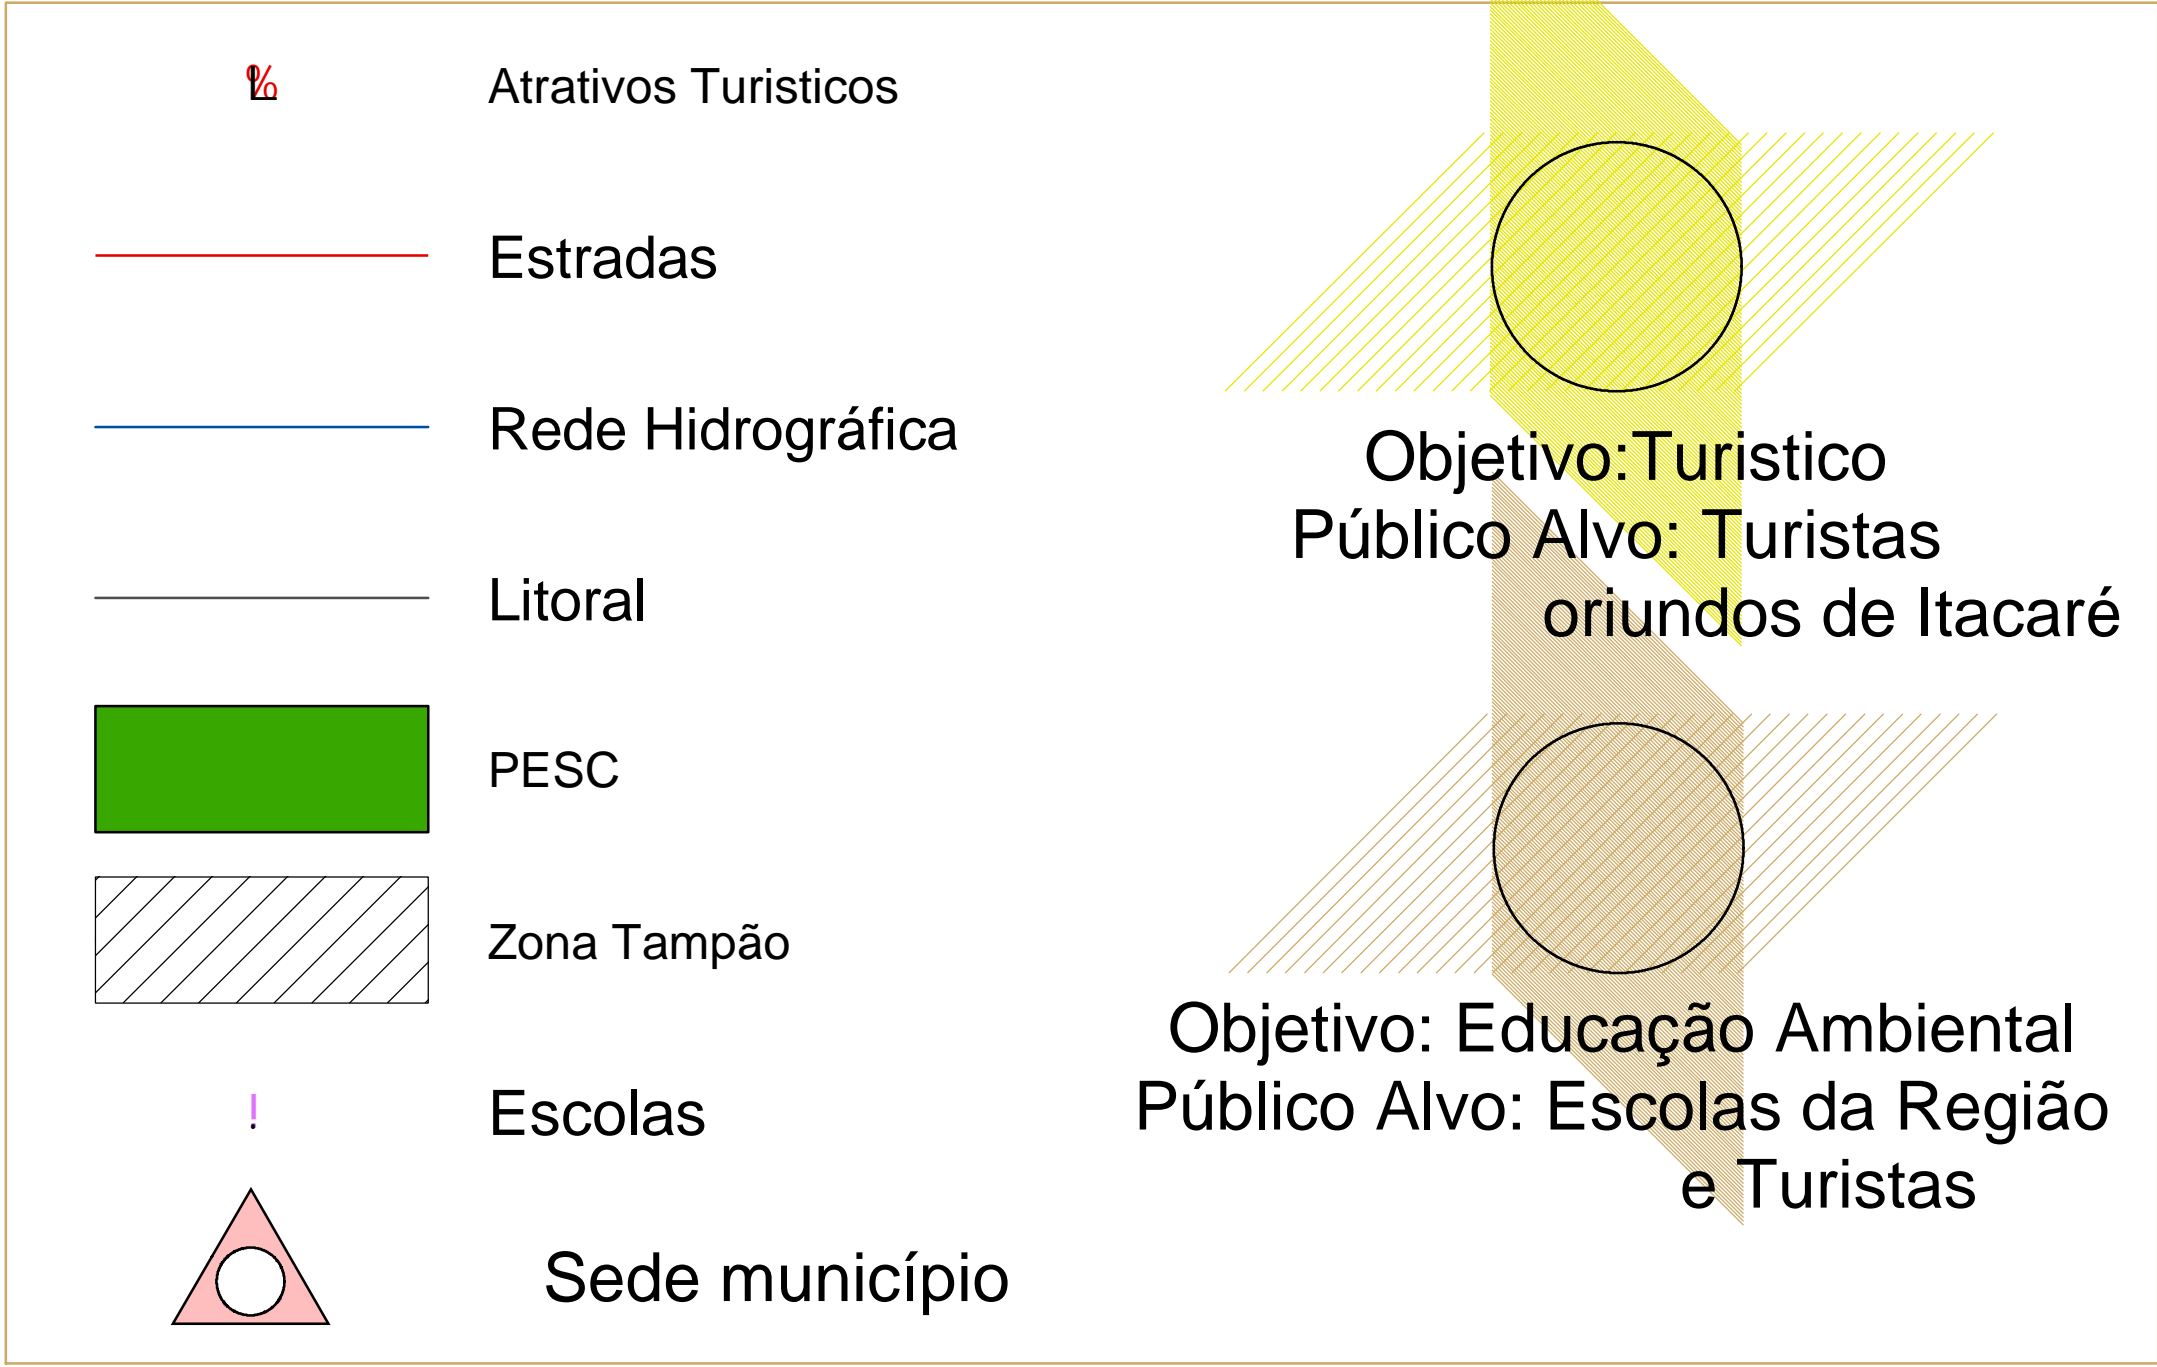 Atrativos Turisticos
Estradas
Rede Hidrográfica
Litoral
PESC
Zona Tampão
Escolas
Sede município
Objetivo:Turistico
Público Alvo: Turistas
oriundos de Itacaré
Objetivo: Educação Ambiental
Público Alvo: Escolas da Região
e Turistas